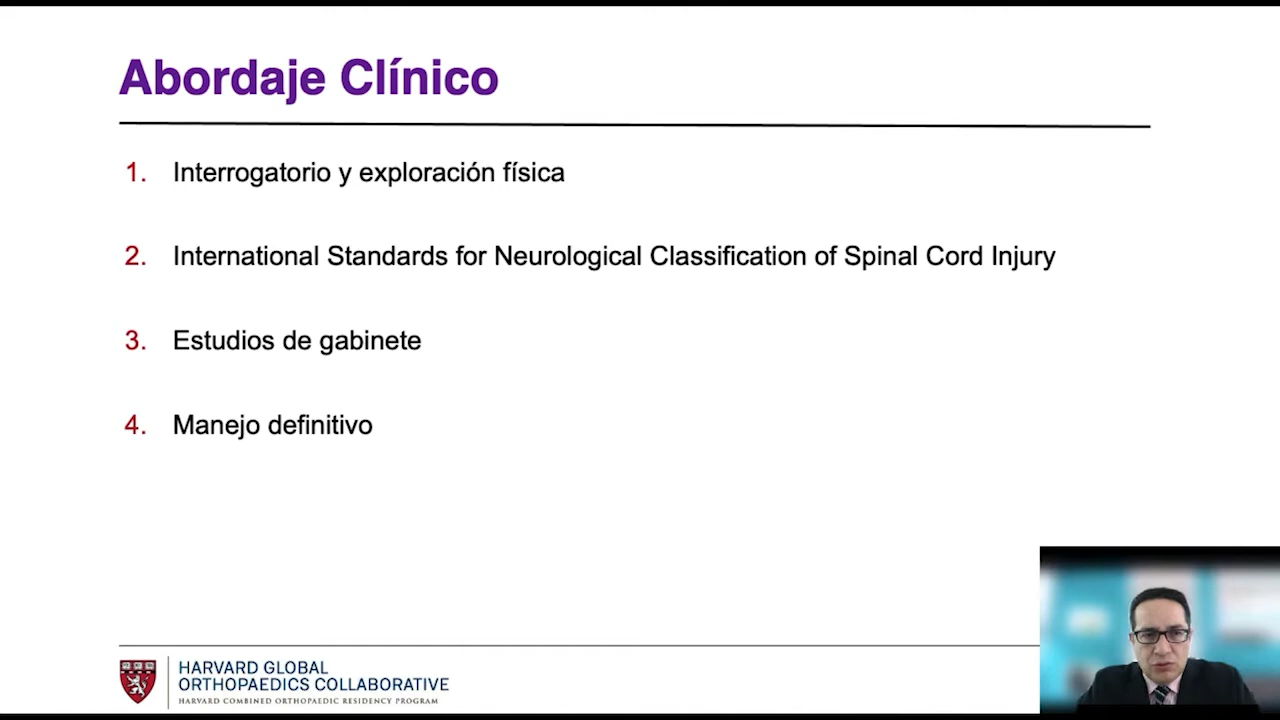 Abordaje Clínico
1. Interrogatorio y exploración física
2. International Standards for Neurological Classification of Spinal Cord Injury
3. Estudios de gabinete
4. Manejo definitivo
HARVARD GLOBAL
ORTHOPAEDICS COLLABORATIVE
HARVARD COMBINED ORTHOPAEDIC RESIDENCY PROGRAM